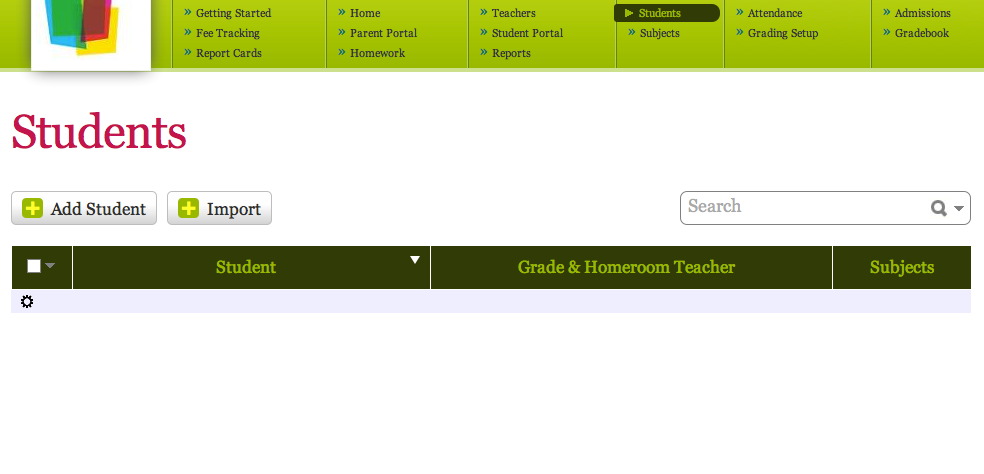 » Getting Started
» Fee Tracking
» Report Cards
» Home
» Parent Portal
» Homework
» Teachers
» Student Portal
» Reports
Students
» Subjects
» Attendance
» Grading Setup
» Admissions
» Gradebook
Students
Add Student
Import
Search
Student
Grade & Homeroom Teacher
Subjects